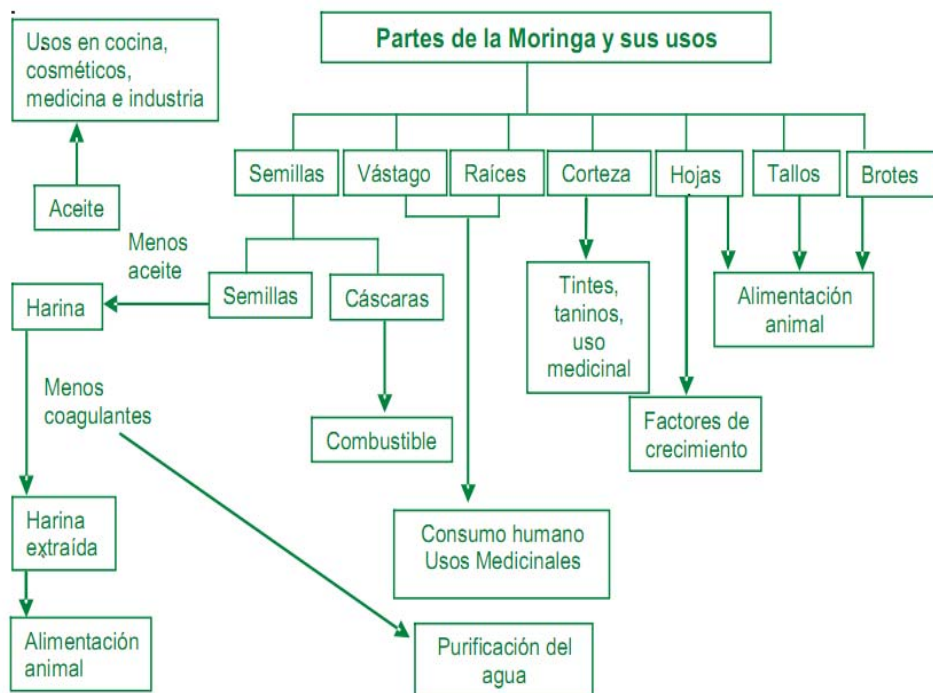 Partes de la Moringa y sus usos
Usos en cocina,
cosméticos,
medicina e industria
Aceite
Semillas
Vástago
Raíces
Corteza
Hojas
Tallos
Brotes
Menos
aceite
Harina
Semillas
Cáscaras
Tintes,
taninos,
uso
medicinal
Alimentación
animal
Menos
coagulantes
Combustible
Factores de
crecimiento
Harina
extraída
Consumo humano
Usos Medicinales
Alimentación
animal
Purificación del
agua